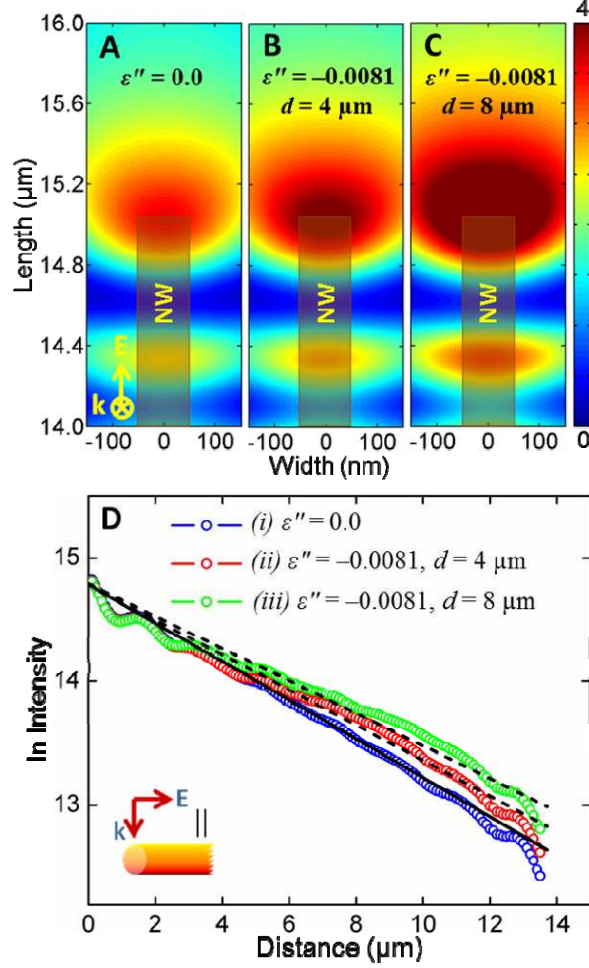 16.0
15.6
15.2
14.8
14.4
14.0
Length (µm)
A
ε″ = 0.0
NW
E
k
B
ε″ = –0.0081
d = 4 µm
NW
C
ε″ = –0.0081
d = 8 µm
NW
4
0
-100 0 100 -100 0 100 -100 0 100
Width (nm)
D
(i) ε″ = 0.0
(ii) ε″ = –0.0081, d = 4 µm
(iii) ε″ = –0.0081, d = 8 µm
15
14
13
ln Intensity
E
k
||
0 2 4 6 8 10 12 14
Distance (µm)